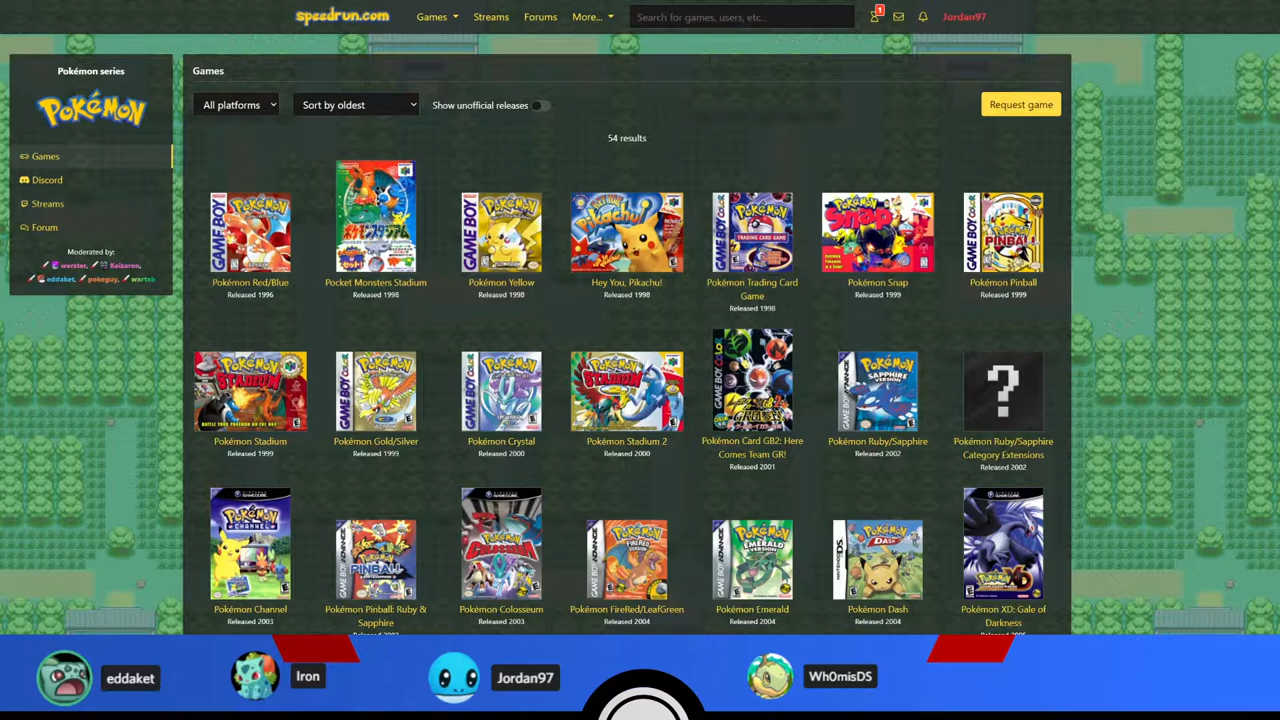 speedrun.com
Games
Streams
Forums
More...
Search for games, users, etc..
1
Jordan97
Pokémon series
POKéMON
Games
Discord
Streams
Forum
Moderated by:
werster, Keizaron,
eddaket, pokeguy, wartab
Games
All platforms
Sort by oldest
Show unofficial releases
Request game
54 results
Pokémon Red/Blue
Released 1996
Pocket Monsters Stadium
Released 1998
Pokémon Yellow
Released 1998
Hey You, Pikachu!
Released 1998
Pokémon Trading Card
Game
Released 1998
Pokémon Snap
Released 1999
Pokémon Pinball
Released 1999
Pokémon Stadium
Released 1999
Pokémon Gold/Silver
Released 1999
Pokémon Crystal
Released 2000
Pokémon Stadium 2
Released 2000
Pokémon Card GB2: Here
Comes Team GR!
Released 2001
Pokémon Ruby/Sapphire
Released 2002
?
Pokémon Ruby/Sapphire
Category Extensions
Released 2002
Pokémon Channel
Released 2003
Pokémon Pinball: Ruby &
Sapphire
Pokémon Colosseum
Released 2003
Pokémon FireRed/LeafGreen
Released 2004
Pokémon Emerald
Released 2004
Pokémon Dash
Released 2004
Pokémon XD: Gale of
Darkness
eddaket
Iron
Jordan97
Wh0misDS